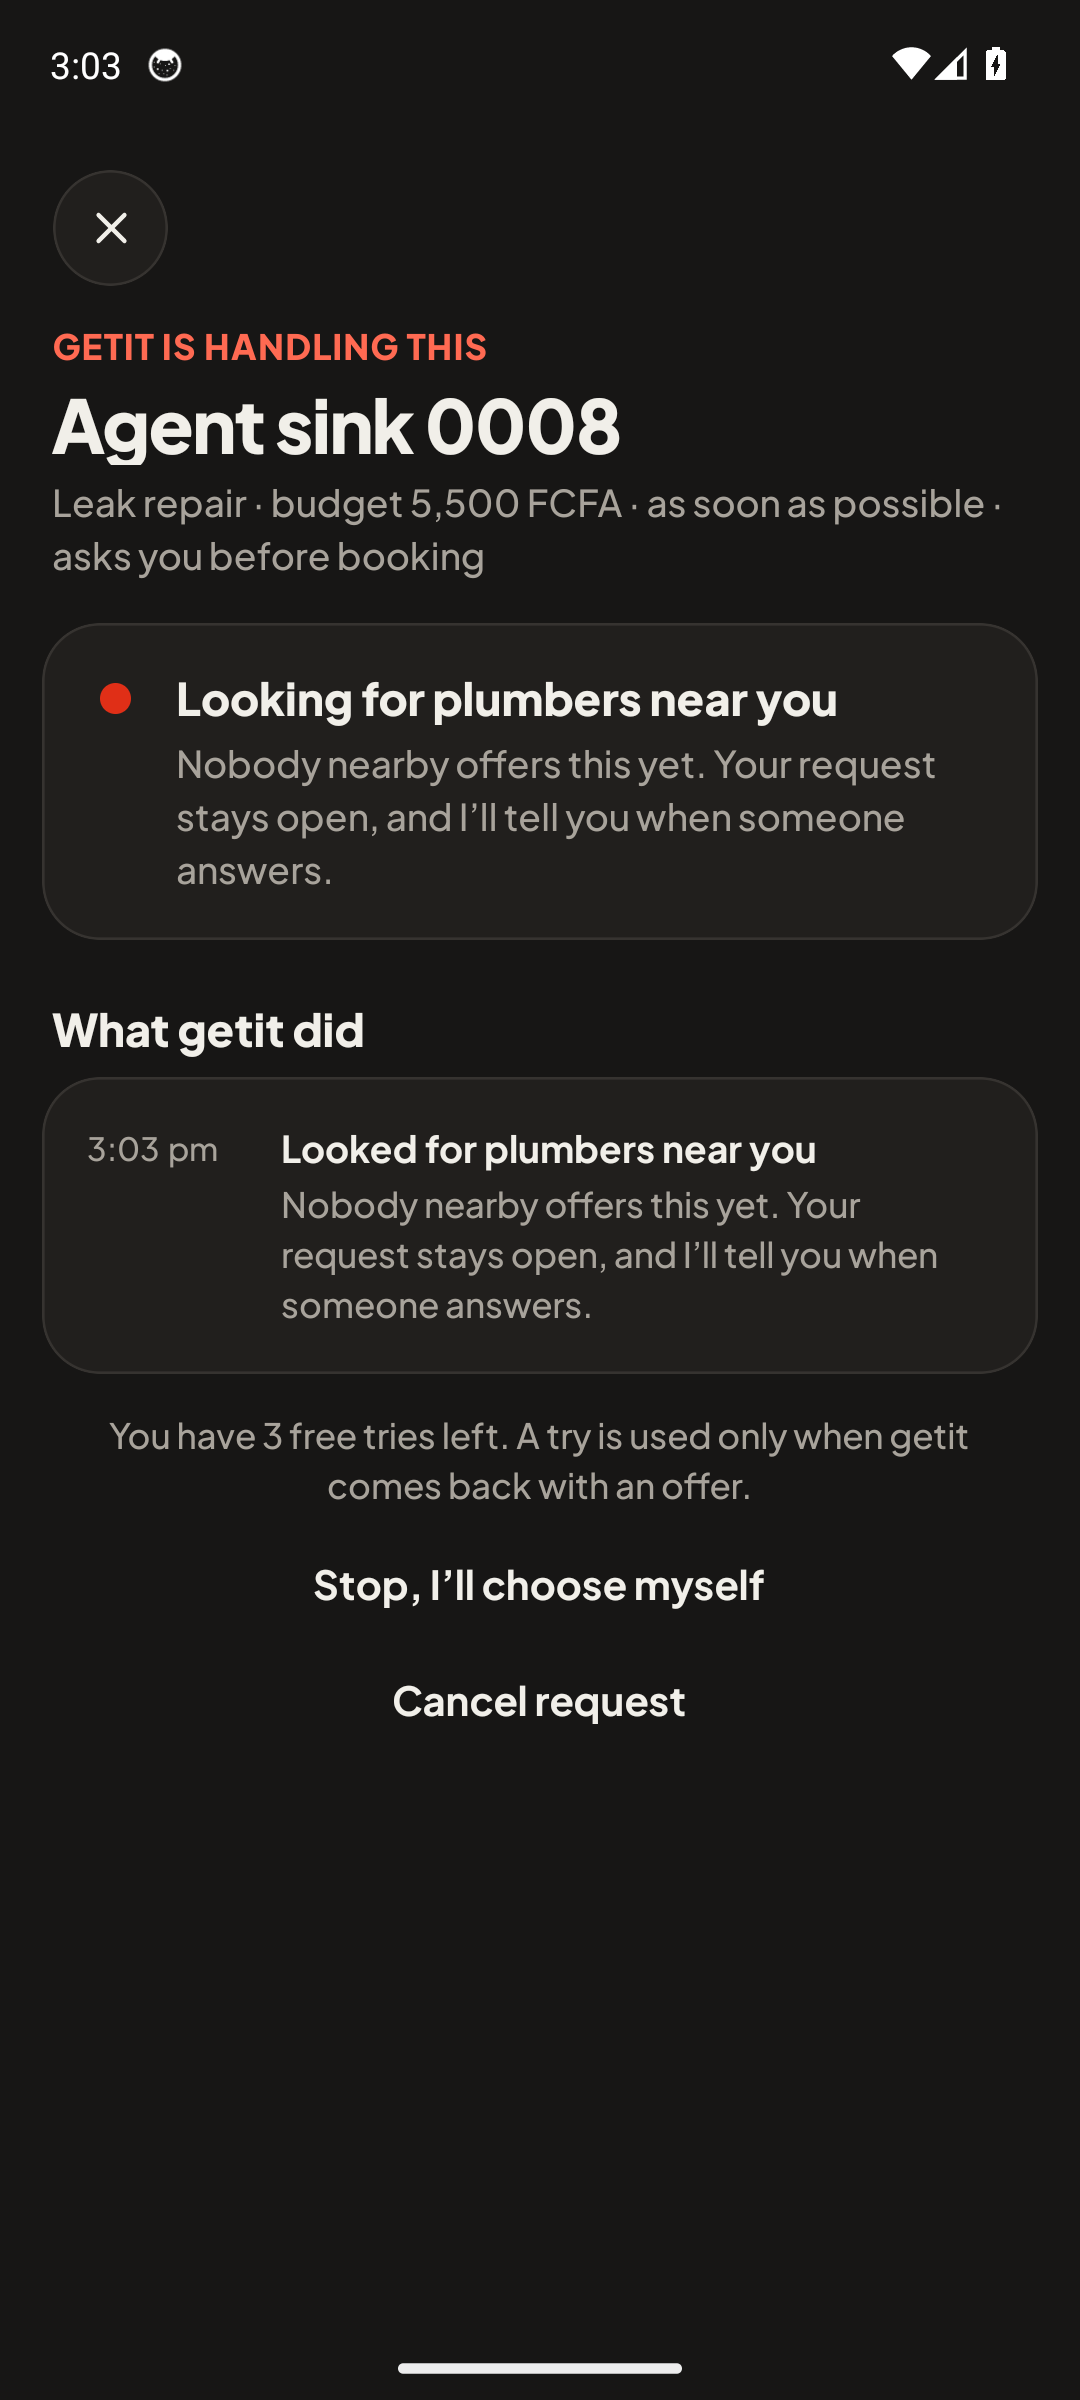 3:03
GETIT IS HANDLING THIS
Agent sink 0008
Leak repair · budget 5,500 FCFA · as soon as possible ·
asks you before booking
Looking for plumbers near you
Nobody nearby offers this yet. Your request
stays open, and I’ll tell you when someone
answers.
What getit did
3:03 pm
Looked for plumbers near you
Nobody nearby offers this yet. Your
request stays open, and I’ll tell you when
someone answers.
You have 3 free tries left. A try is used only when getit
comes back with an offer.
Stop, I’ll choose myself
Cancel request